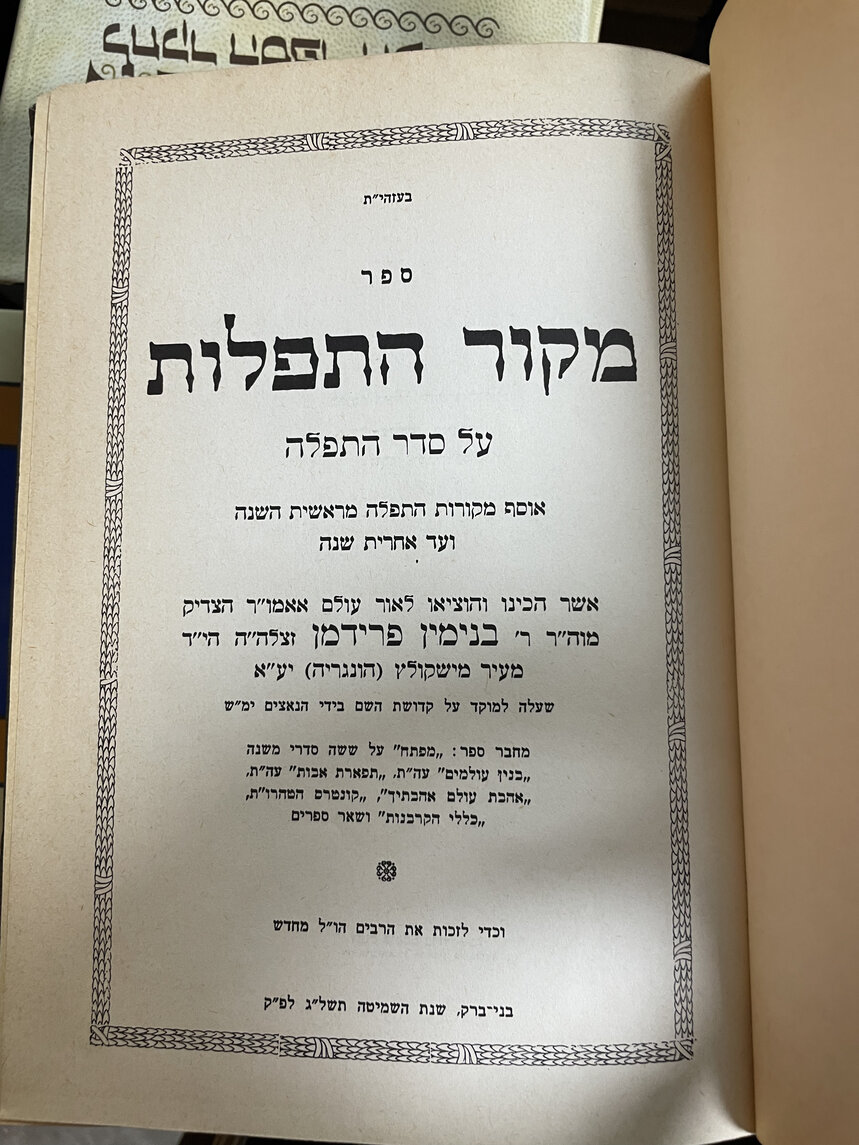 בעזהי״ת
ספר
מקור התפלות
על סדר התפלה
אוסף מקורות התפלה מראשית השנה
ועד אחרית שנה
אשר הכינו והוציאו לאור עולם אאמו״ר הצדיק
מוה״ר ר׳ בנימין פרידמן זצלה״ה הי״ד
מעיר מישקולץ (הונגריה) יע״א
שעלה למוקד על קדושת השם בידי הנאצים ימ״ש
מחבר ספר: „מפתח״ על ששה סדרי משנה
„בנין עולמים״ עה״ת, „תפארת אבות״ עה״ת,
„אהבת עולם אהבתיך״, „קונטרס הטהרו״ת,
„כללי הקרבנות״ ושאר ספרים
וכדי לזכות את הרבים הו״ל מחדש
בני־ברק, שנת השמיטה תשל״ג לפ״ק